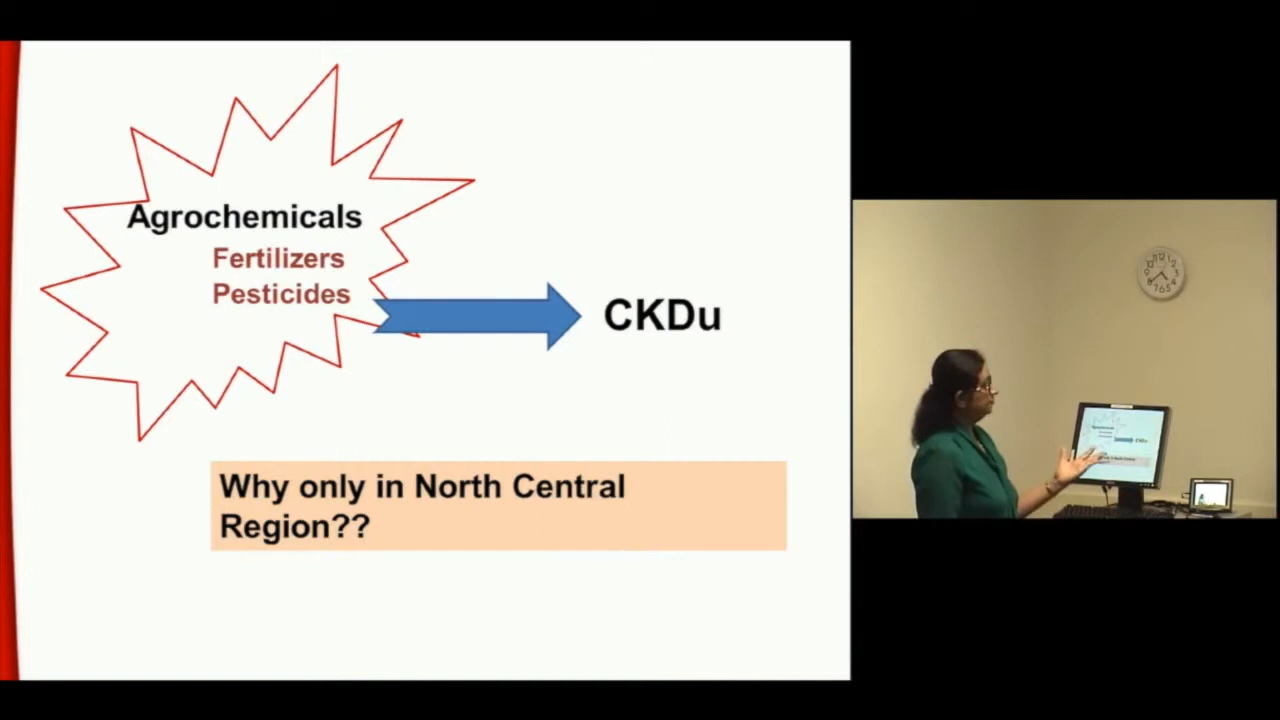 Agrochemicals
Fertilizers
Pesticides
CKDu
Why only in North Central
Region??